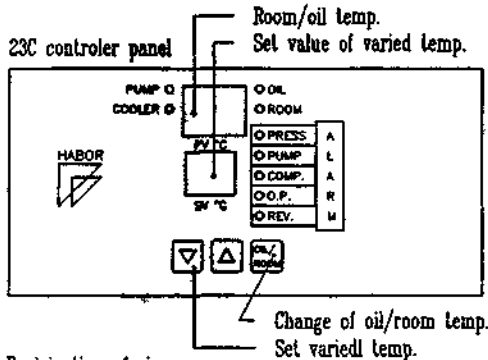 Room/oil temp.
23C controler panel
Set value of varied temp.
PUMP
OIL
COOLER
ROOM
PRESS A
PV °C
PUMP L
HABOR
COMP. A
O.P. R
SV °C
REV. M
OIL/
ROOM
Change of oil/room temp.
Set variedl temp.